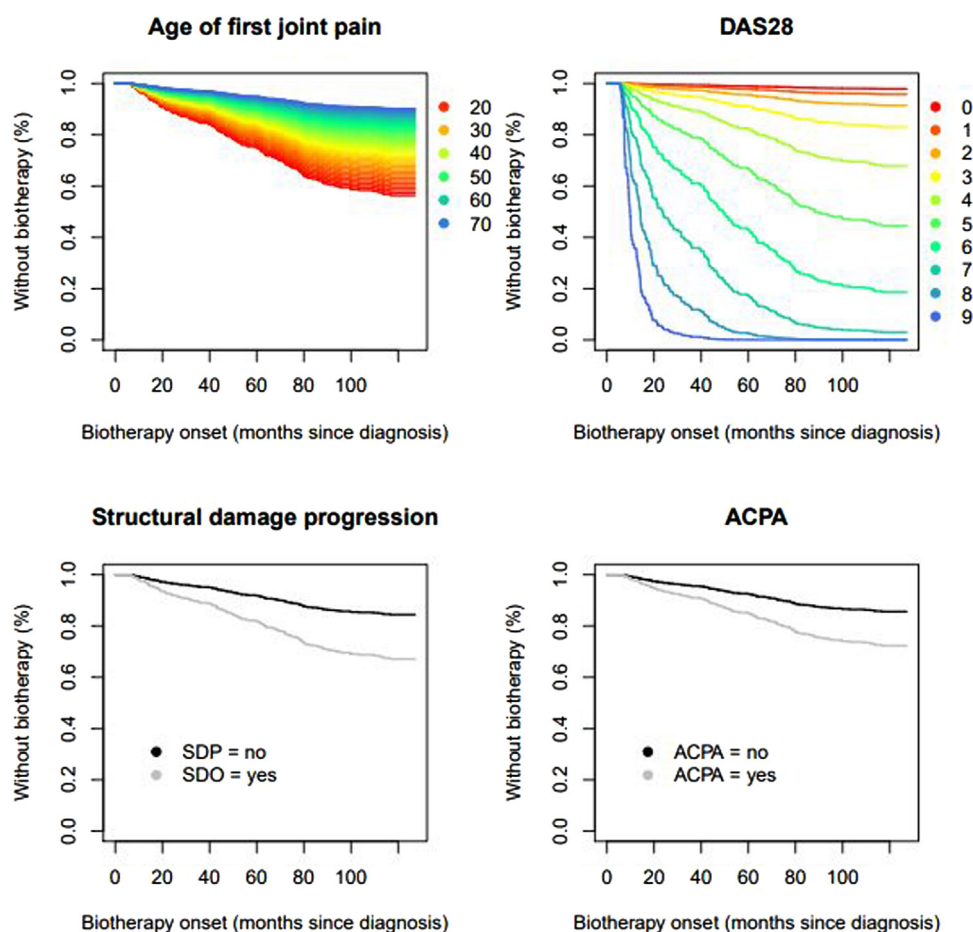 Age of first joint pain
Without biotherapy (%)
1.0
0.8
0.6
0.4
0.2
0.0
0 20 40 60 80 100
Biotherapy onset (months since diagnosis)
20
30
40
50
60
70
DAS28
Without biotherapy (%)
1.0
0.8
0.6
0.4
0.2
0.0
0 20 40 60 80 100
Biotherapy onset (months since diagnosis)
0
1
2
3
4
5
6
7
8
9
Structural damage progression
Without biotherapy (%)
1.0
0.8
0.6
0.4
0.2
0.0
SDP = no
SDO = yes
0 20 40 60 80 100
Biotherapy onset (months since diagnosis)
ACPA
Without biotherapy (%)
1.0
0.8
0.6
0.4
0.2
0.0
ACPA = no
ACPA = yes
0 20 40 60 80 100
Biotherapy onset (months since diagnosis)